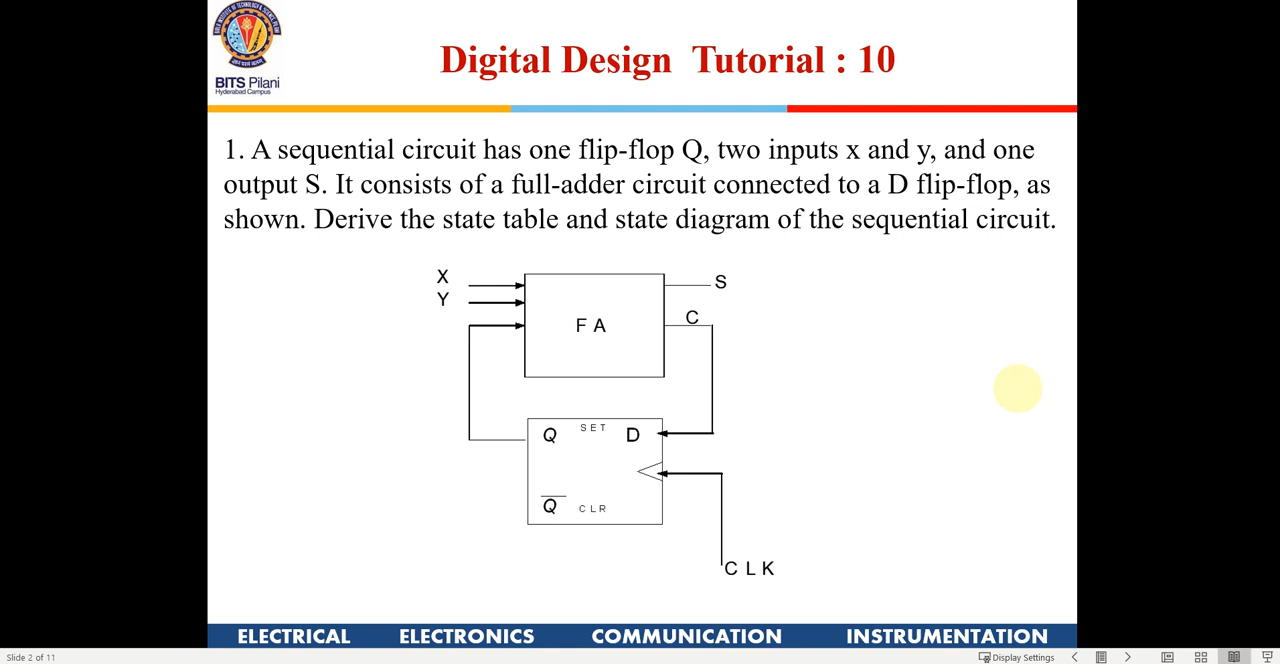 BITS Pilani
Hyderabad Campus
Digital Design Tutorial : 10
1. A sequential circuit has one flip-flop Q, two inputs x and y, and one
output S. It consists of a full-adder circuit connected to a D flip-flop, as
shown. Derive the state table and state diagram of the sequential circuit.
X
Y
F A
S
C
Q SET D
Q CLR
CLK
ELECTRICAL ELECTRONICS COMMUNICATION INSTRUMENTATION
Slide 2 of 11
Display Settings